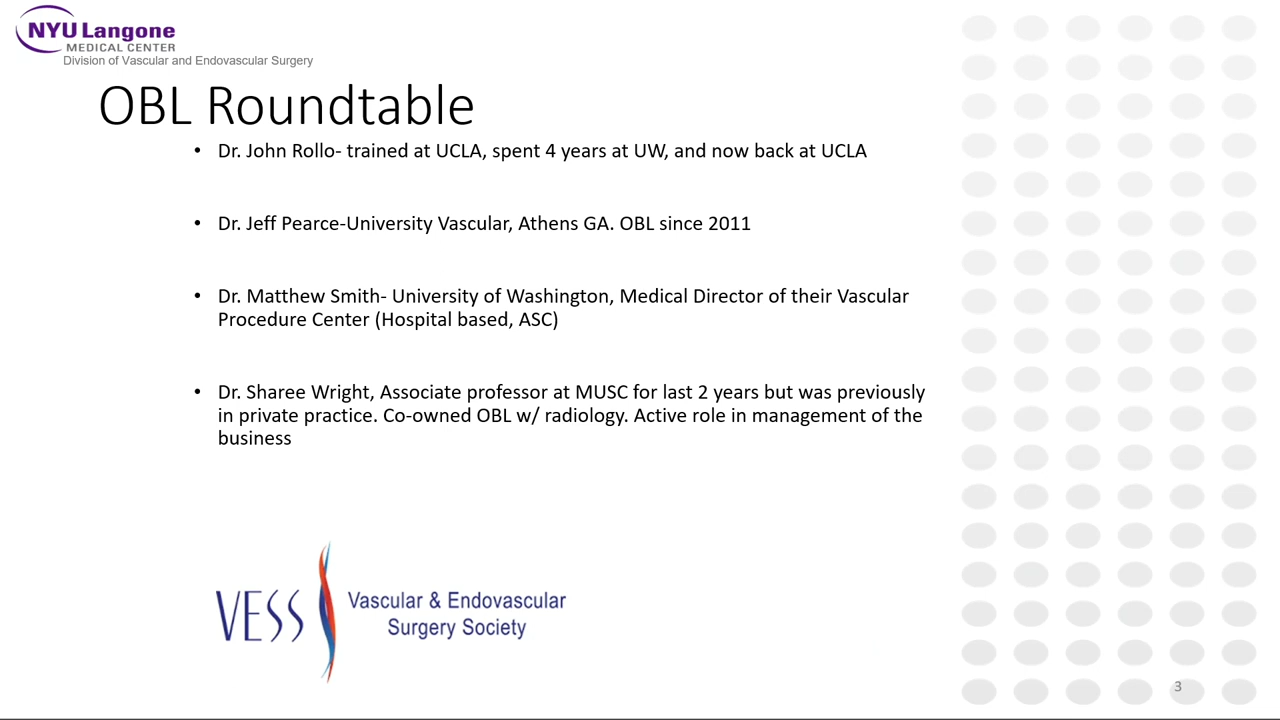 NYU Langone
MEDICAL CENTER
Division of Vascular and Endovascular Surgery
OBL Roundtable
• Dr. John Rollo- trained at UCLA, spent 4 years at UW, and now back at UCLA
• Dr. Jeff Pearce-University Vascular, Athens GA. OBL since 2011
• Dr. Matthew Smith- University of Washington, Medical Director of their Vascular
Procedure Center (Hospital based, ASC)
• Dr. Sharee Wright, Associate professor at MUSC for last 2 years but was previously
in private practice. Co-owned OBL w/ radiology. Active role in management of the
business
VESS
Vascular & Endovascular
Surgery Society
3